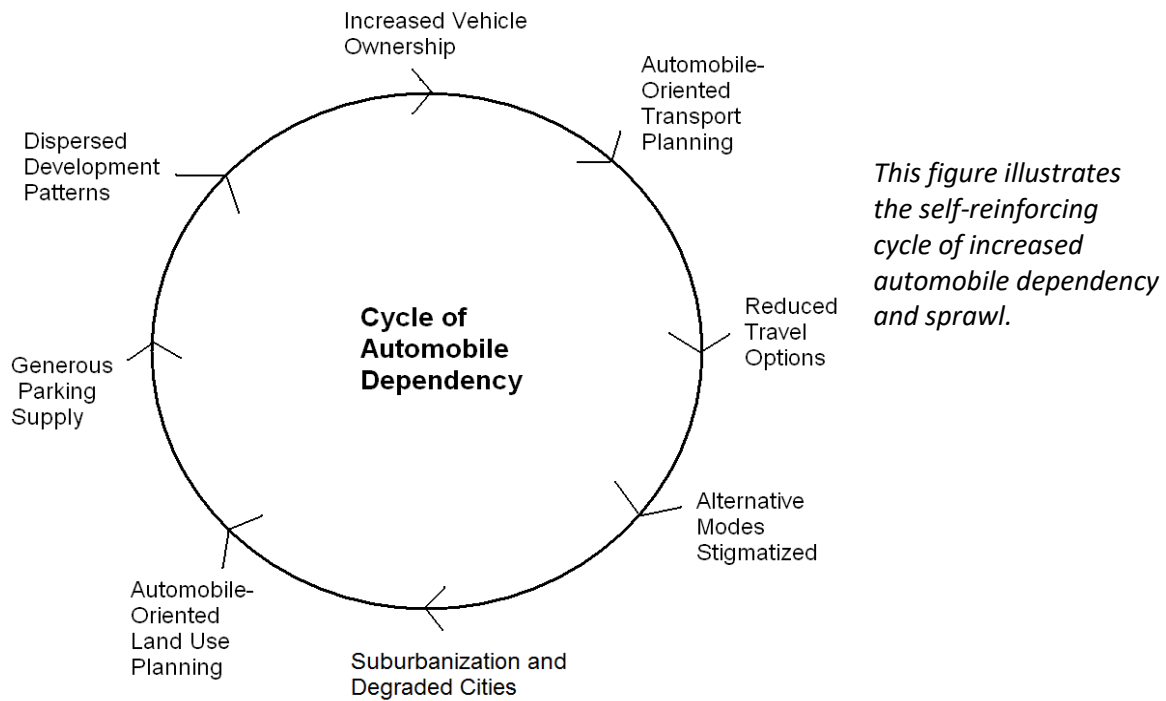 Increased Vehicle
Ownership
Automobile-
Oriented
Transport
Planning
Reduced
Travel
Options
Alternative
Modes
Stigmatized
Suburbanization and
Degraded Cities
Automobile-
Oriented
Land Use
Planning
Generous
Parking
Supply
Dispersed
Development
Patterns
Cycle of
Automobile
Dependency
This figure illustrates
the self-reinforcing
cycle of increased
automobile dependency
and sprawl.